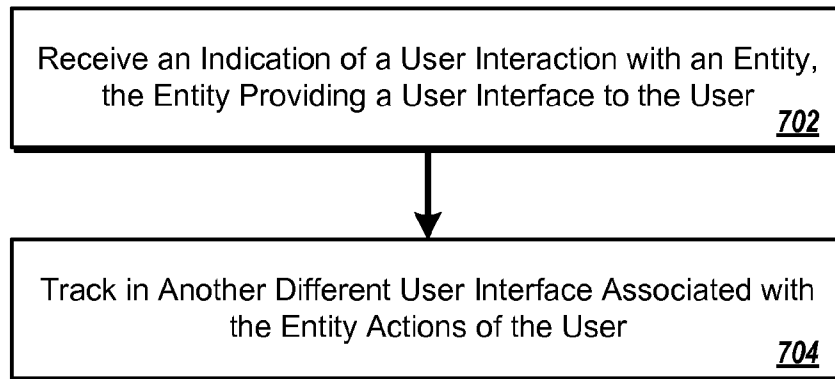 Receive an Indication of a User Interaction with an Entity,
the Entity Providing a User Interface to the User
702
Track in Another Different User Interface Associated with
the Entity Actions of the User
704